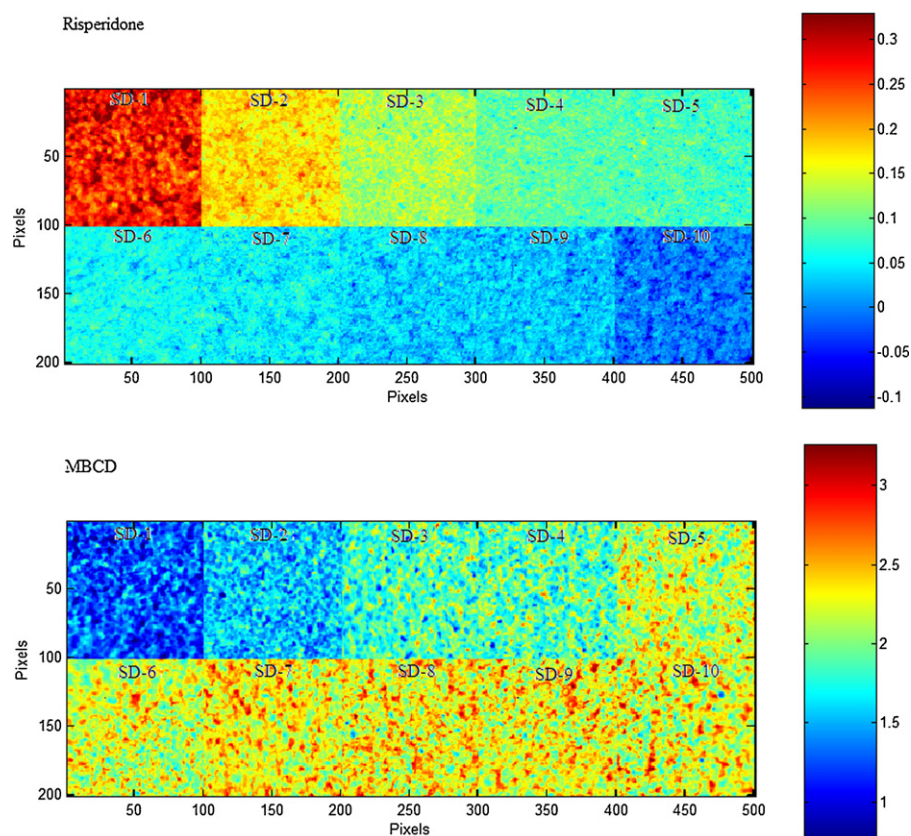 Risperidone
SD-1 SD-2 SD-3 SD-4 SD-5
SD-6 SD-7 SD-8 SD-9 SD-10
50
100
150
200
Pixels
50 100 150 200 250 300 350 400 450 500
Pixels
0.3
0.25
0.2
0.15
0.1
0.05
0
-0.05
-0.1
MBCD
SD-1 SD-2 SD-3 SD-4 SD-5
SD-6 SD-7 SD-8 SD-9 SD-10
50
100
150
200
Pixels
50 100 150 200 250 300 350 400 450 500
Pixels
3
2.5
2
1.5
1